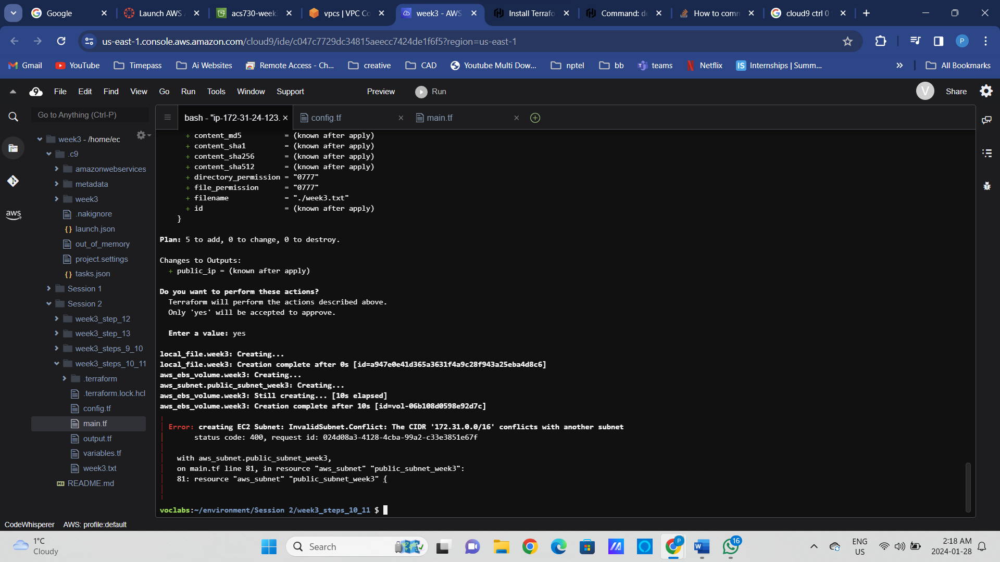 Google
Launch AWS
acs730-week
vpcs | VPC Co
week3 - AWS
Install Terrafo
Command: d
How to comm
cloud9 ctrl 0
us-east-1.console.aws.amazon.com/cloud9/ide/c047c7729dc34815aeecc7424de1f6f5?region=us-east-1
P
Gmail
YouTube
Timepass
Ai Websites
Remote Access - Ch...
creative
CAD
Youtube Multi Dow...
nptel
bb
teams
Netflix
IS Internships | Summ...
All Bookmarks
File Edit Find View Go Run Tools Window Support Preview Run
V Share
Go to Anything (Ctrl-P)
bash - "ip-172-31-24-123.
config.tf
main.tf
week3 - /home/ec
.c9
amazonwebservices
metadata
week3
.nakignore
launch.json
out_of_memory
project.settings
tasks.json
Session 1
Session 2
week3_step_12
week3_step_13
week3_steps_9_10
week3_steps_10_11
.terraform
.terraform.lock.hcl
config.tf
main.tf
output.tf
variables.tf
week3.txt
README.md
aws
+ content_md5 = (known after apply)
+ content_sha1 = (known after apply)
+ content_sha256 = (known after apply)
+ content_sha512 = (known after apply)
+ directory_permission = "0777"
+ file_permission = "0777"
+ filename = "./week3.txt"
+ id = (known after apply)
}
Plan: 5 to add, 0 to change, 0 to destroy.
Changes to Outputs:
+ public_ip = (known after apply)
Do you want to perform these actions?
Terraform will perform the actions described above.
Only 'yes' will be accepted to approve.
Enter a value: yes
local_file.week3: Creating...
local_file.week3: Creation complete after 0s [id=a947e0e41d365a3631f4a9c28f943a25eba4d8c6]
aws_ebs_volume.week3: Creating...
aws_subnet.public_subnet_week3: Creating...
aws_ebs_volume.week3: Still creating... [10s elapsed]
aws_ebs_volume.week3: Creation complete after 10s [id=vol-06b108d0598e92d7c]
Error: creating EC2 Subnet: InvalidSubnet.Conflict: The CIDR '172.31.0.0/16' conflicts with another subnet
status code: 400, request id: 024d08a3-4128-4cba-99a2-c33e3851e67f
with aws_subnet.public_subnet_week3,
on main.tf line 81, in resource "aws_subnet" "public_subnet_week3":
81: resource "aws_subnet" "public_subnet_week3" {
voclabs:~/environment/Session 2/week3_steps_10_11 $
CodeWhisperer AWS: profile:default
1°C
Cloudy
Search
P
16
ENG
US
2:18 AM
2024-01-28